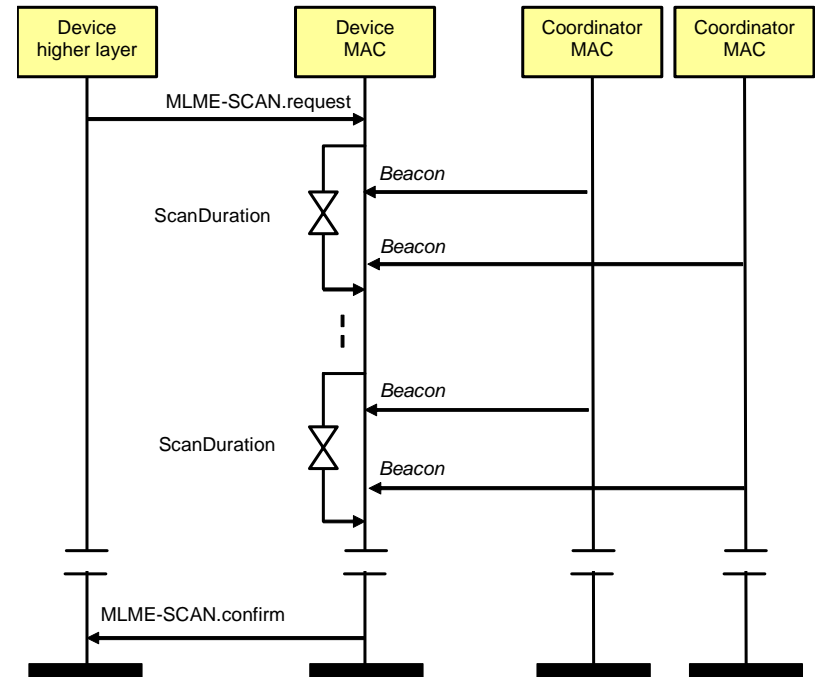 Device
higher layer
Device
MAC
Coordinator
MAC
Coordinator
MAC
MLME-SCAN.request
Beacon
ScanDuration
Beacon
Beacon
ScanDuration
Beacon
MLME-SCAN.confirm